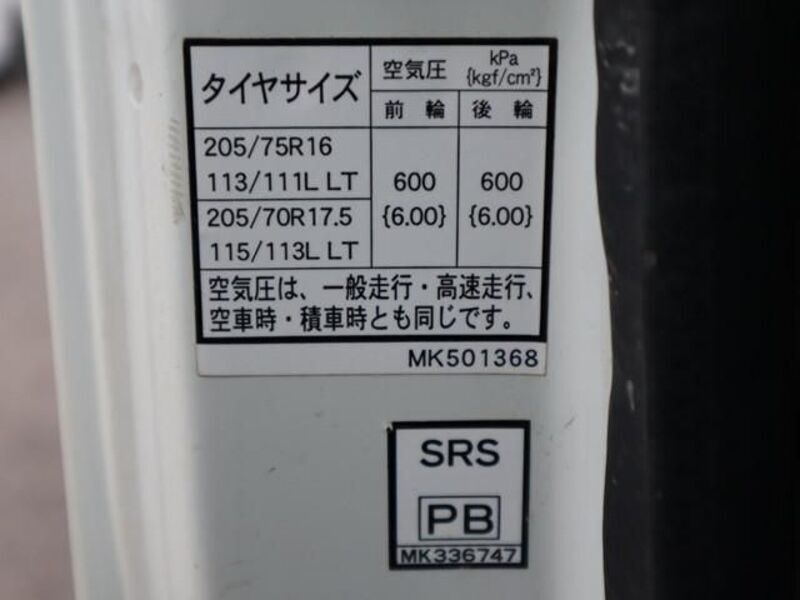 タイヤサイズ
空気圧 kPa {kgf/cm²}
前輪 後輪
205/75R16
113/111L LT
600 600
205/70R17.5
{6.00} {6.00}
115/113L LT
空気圧は、一般走行・高速走行、
空車時・積車時とも同じです。
MK501368
SRS
PB
MK336747